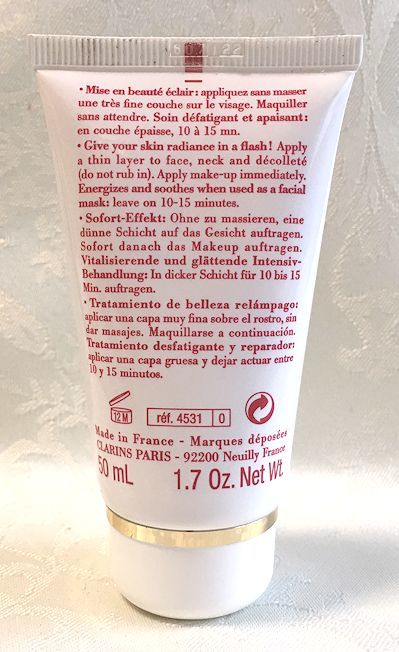 • Mise en beauté éclair : appliquez sans masser
une très fine couche sur le visage. Maquiller
sans attendre. Soin défatigant et apaisant :
en couche épaisse, 10 à 15 mn.
• Give your skin radiance in a flash! Apply
a thin layer to face, neck and décolleté
(do not rub in). Apply make-up immediately.
Energizes and soothes when used as a facial
mask: leave on 10-15 minutes.
• Sofort-Effekt: Ohne zu massieren, eine
dünne Schicht auf das Gesicht auftragen.
Sofort danach das Makeup auftragen.
Vitalisierende und glättende Intensiv-
Behandlung: In dicker Schicht für 10 bis 15
Min. auftragen.
• Tratamiento de belleza relámpago:
aplicar una capa muy fina sobre el rostro, sin
dar masajes. Maquillarse a continuación.
Tratamiento desfatigante y reparador:
aplicar una capa gruesa y dejar actuar entre
10 y 15 minutos.
12 M
réf. 4531 0
Made in France - Marques déposées
CLARINS PARIS - 92200 Neuilly France
50 mL 1.7 Oz. Net Wt.